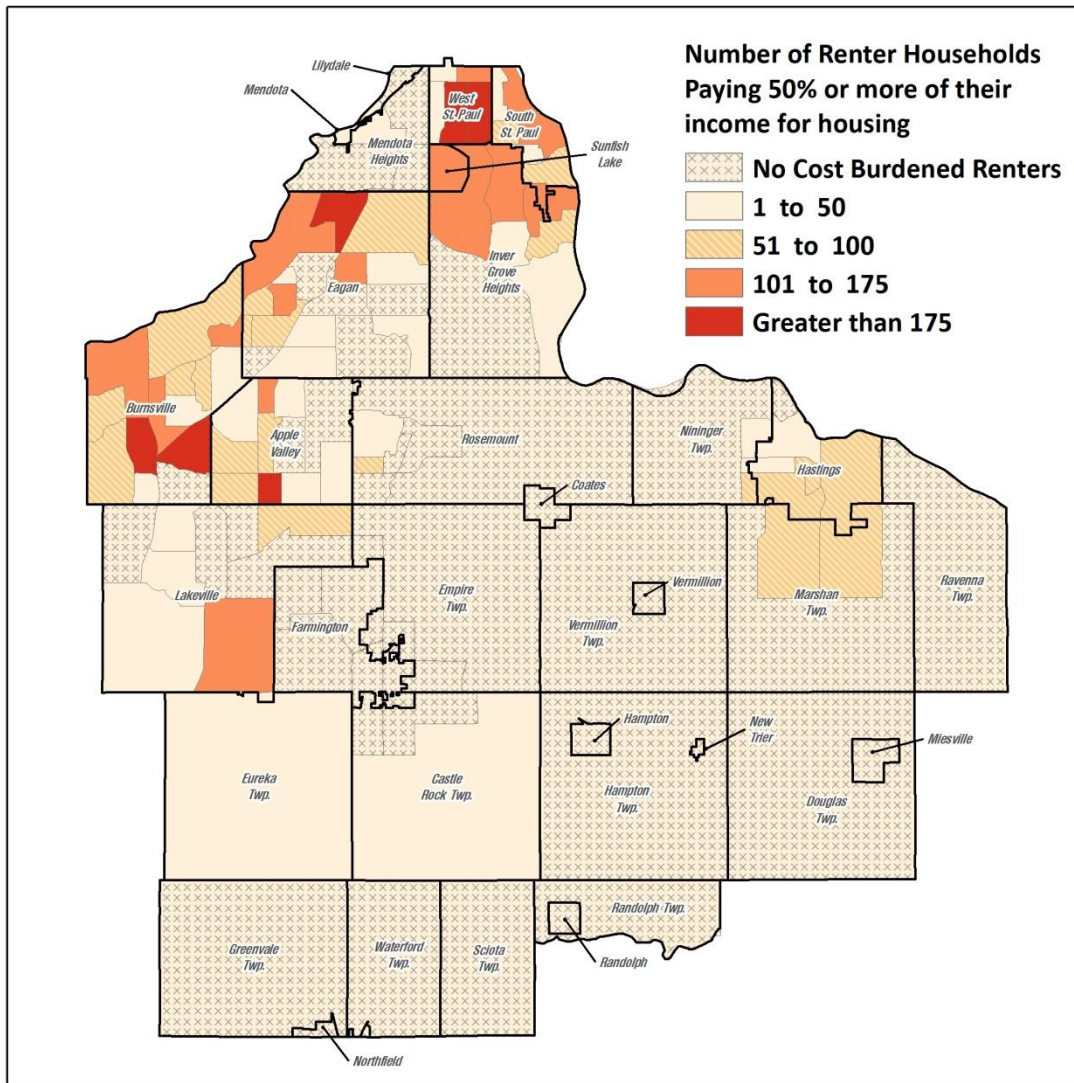 Number of Renter Households
Paying 50% or more of their
income for housing
No Cost Burdened Renters
1 to 50
51 to 100
101 to 175
Greater than 175
Lilydale
Mendota
West
St. Paul
South
St. Paul
Mendota
Heights
Sunfish
Lake
Inver
Grove
Heights
Eagan
Burnsville
Apple
Valley
Rosemount
Nininger
Twp.
Hastings
Coates
Lakeville
Farmington
Empire
Twp.
Vermillion
Vermillion
Twp.
Marshan
Twp.
Ravenna
Twp.
Hampton
New
Trier
Miesville
Eureka
Twp.
Castle
Rock Twp.
Hampton
Twp.
Douglas
Twp.
Randolph Twp.
Greenvale
Twp.
Waterford
Twp.
Sciota
Twp.
Randolph
Northfield